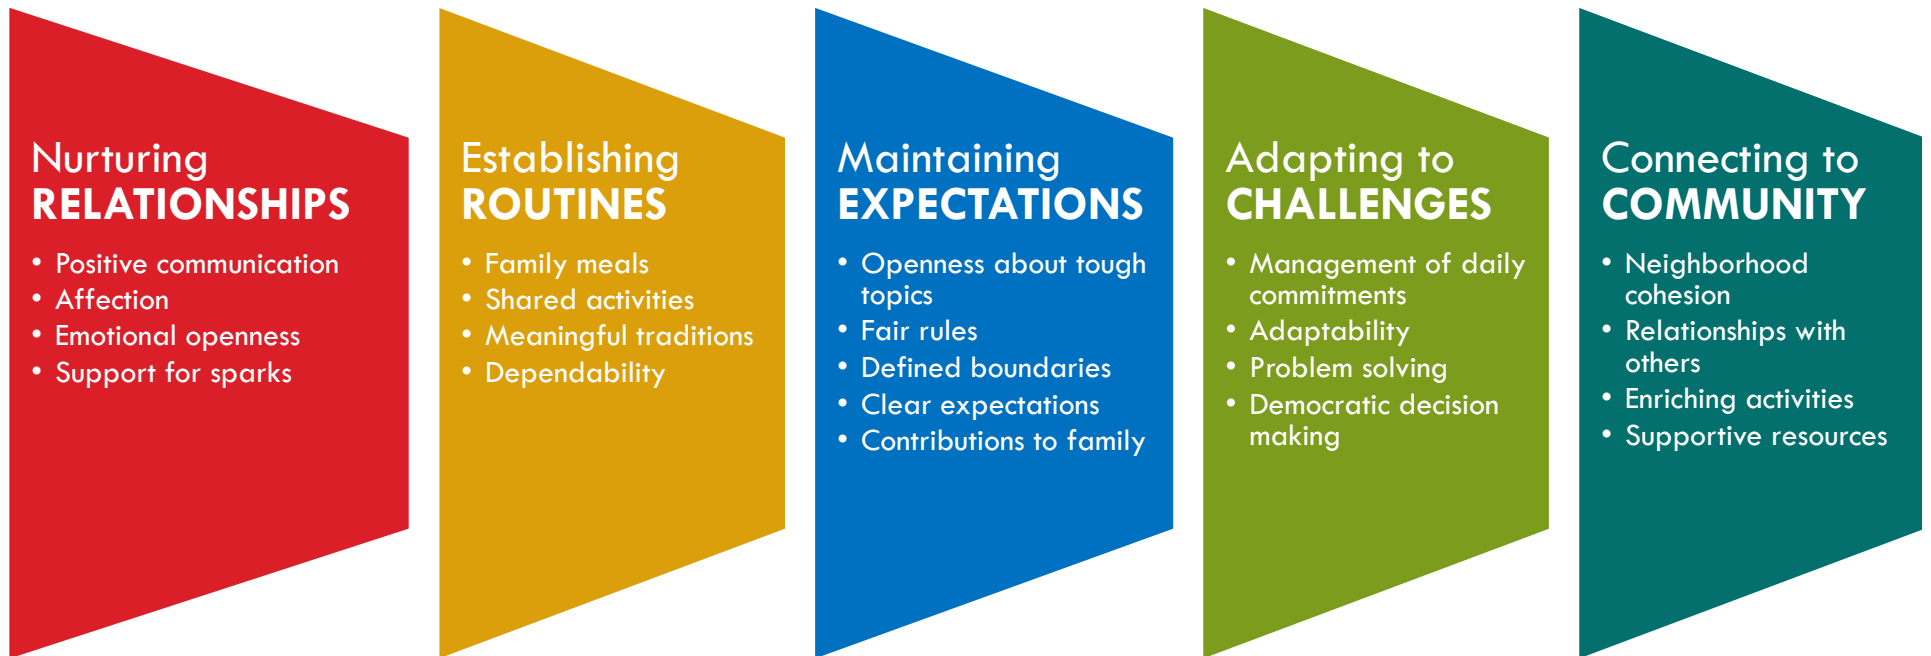 Nurturing
RELATIONSHIPS
• Positive communication
• Affection
• Emotional openness
• Support for sparks
Establishing
ROUTINES
• Family meals
• Shared activities
• Meaningful traditions
• Dependability
Maintaining
EXPECTATIONS
• Openness about tough
topics
• Fair rules
• Defined boundaries
• Clear expectations
• Contributions to family
Adapting to
CHALLENGES
• Management of daily
commitments
• Adaptability
• Problem solving
• Democratic decision
making
Connecting to
COMMUNITY
• Neighborhood
cohesion
• Relationships with
others
• Enriching activities
• Supportive resources